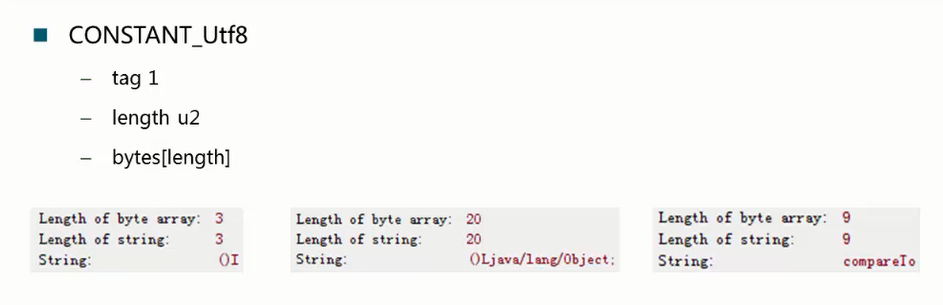 CONSTANT_Utf8
– tag 1
– length u2
– bytes[length]
Length of byte array: 3
Length of string: 3
String: ()I
Length of byte array: 20
Length of string: 20
String: ()Ljava/lang/Object;
Length of byte array: 9
Length of string: 9
String: compareTo